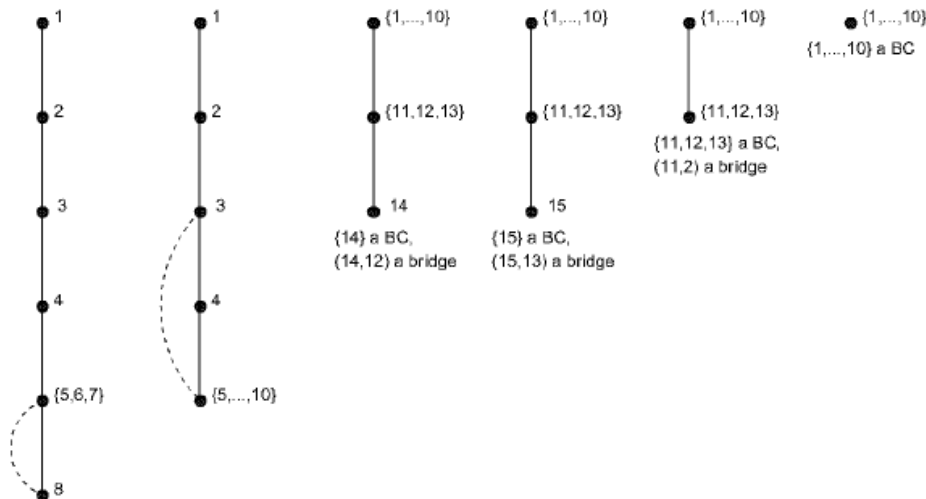 1
2
3
4
{5,6,7}
8
1
2
3
4
{5,...,10}
{1,...,10}
{11,12,13}
14
{14} a BC,
(14,12) a bridge
{1,...,10}
{11,12,13}
15
{15} a BC,
(15,13) a bridge
{1,...,10}
{11,12,13}
{11,12,13} a BC,
(11,2) a bridge
{1,...,10}
{1,...,10} a BC